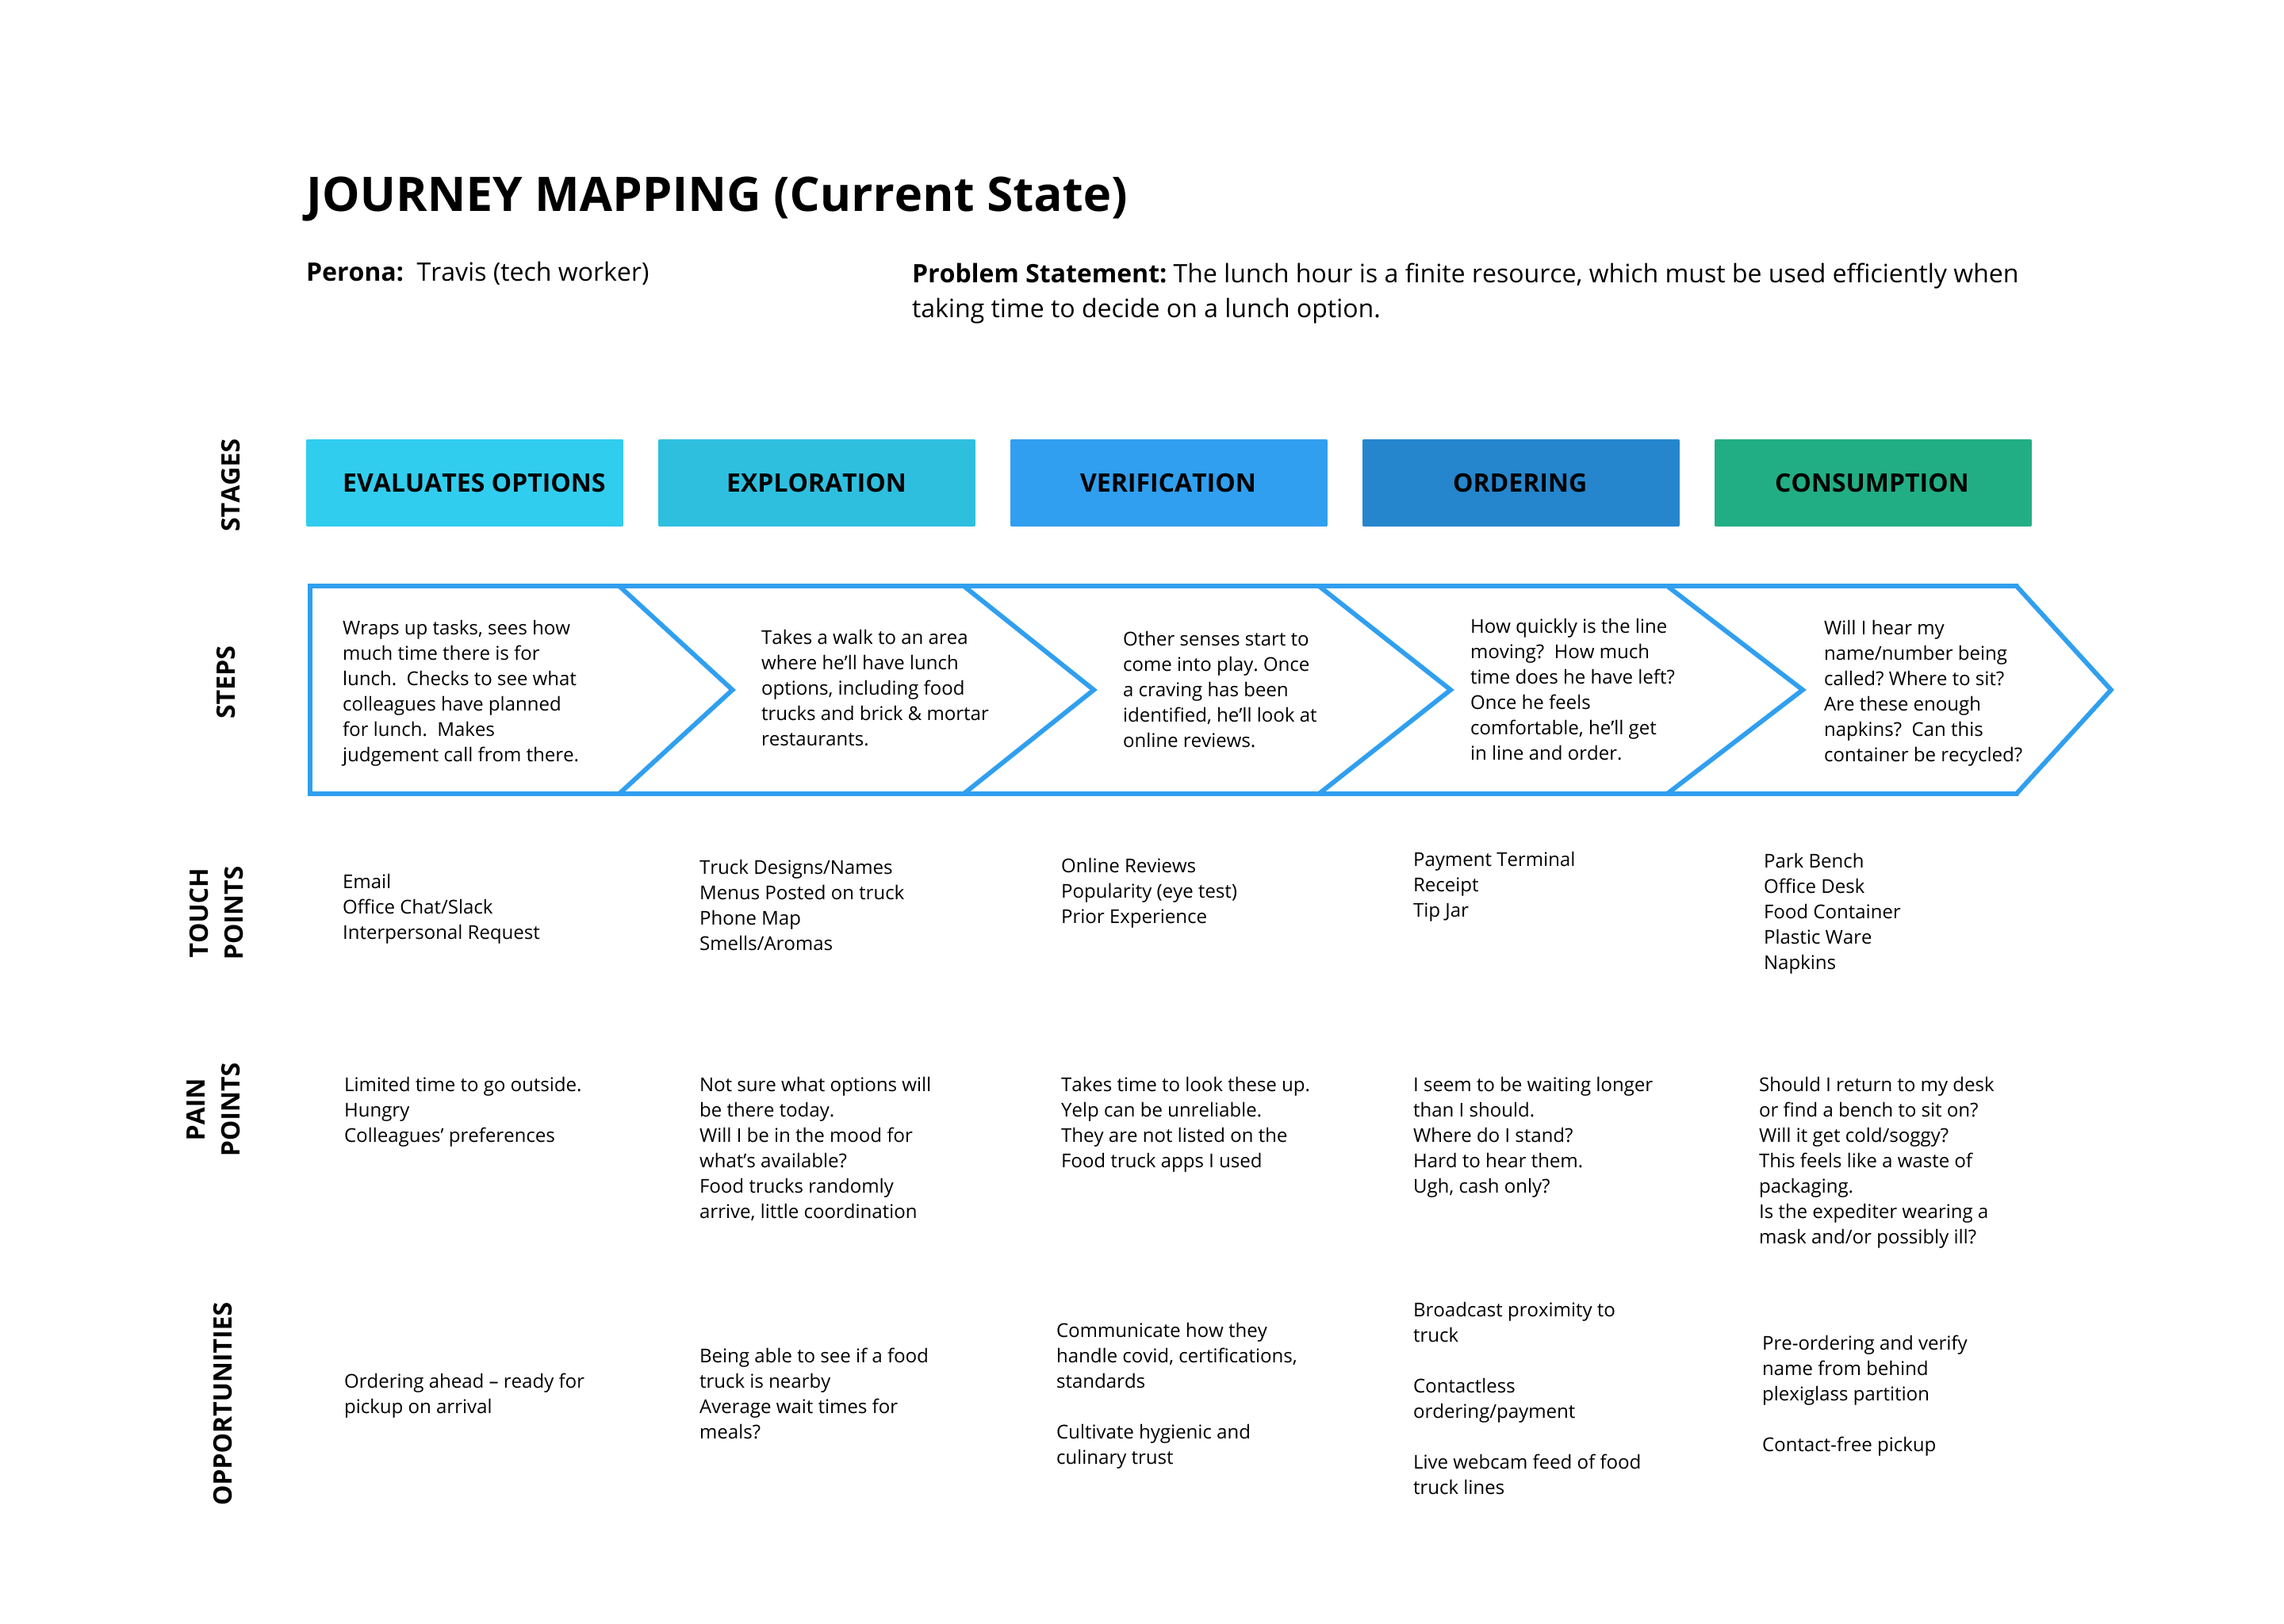 JOURNEY MAPPING (Current State)
Perona: Travis (tech worker)
Problem Statement: The lunch hour is a finite resource, which must be used efficiently when
taking time to decide on a lunch option.
STAGES
EVALUATES OPTIONS
EXPLORATION
VERIFICATION
ORDERING
CONSUMPTION
STEPS
Wraps up tasks, sees how
much time there is for
lunch. Checks to see what
colleagues have planned
for lunch. Makes
judgement call from there.
Takes a walk to an area
where he’ll have lunch
options, including food
trucks and brick & mortar
restaurants.
Other senses start to
come into play. Once
a craving has been
identified, he’ll look at
online reviews.
How quickly is the line
moving? How much
time does he have left?
Once he feels
comfortable, he’ll get
in line and order.
Will I hear my
name/number being
called? Where to sit?
Are these enough
napkins? Can this
container be recycled?
TOUCH
POINTS
Email
Office Chat/Slack
Interpersonal Request
Truck Designs/Names
Menus Posted on truck
Phone Map
Smells/Aromas
Online Reviews
Popularity (eye test)
Prior Experience
Payment Terminal
Receipt
Tip Jar
Park Bench
Office Desk
Food Container
Plastic Ware
Napkins
PAIN
POINTS
Limited time to go outside.
Hungry
Colleagues’ preferences
Not sure what options will
be there today.
Will I be in the mood for
what’s available?
Food trucks randomly
arrive, little coordination
Takes time to look these up.
Yelp can be unreliable.
They are not listed on the
Food truck apps I used
I seem to be waiting longer
than I should.
Where do I stand?
Hard to hear them.
Ugh, cash only?
Should I return to my desk
or find a bench to sit on?
Will it get cold/soggy?
This feels like a waste of
packaging.
Is the expediter wearing a
mask and/or possibly ill?
OPPORTUNITIES
Ordering ahead – ready for
pickup on arrival
Being able to see if a food
truck is nearby
Average wait times for
meals?
Communicate how they
handle covid, certifications,
standards
Cultivate hygienic and
culinary trust
Broadcast proximity to
truck
Contactless
ordering/payment
Live webcam feed of food
truck lines
Pre-ordering and verify
name from behind
plexiglass partition
Contact-free pickup